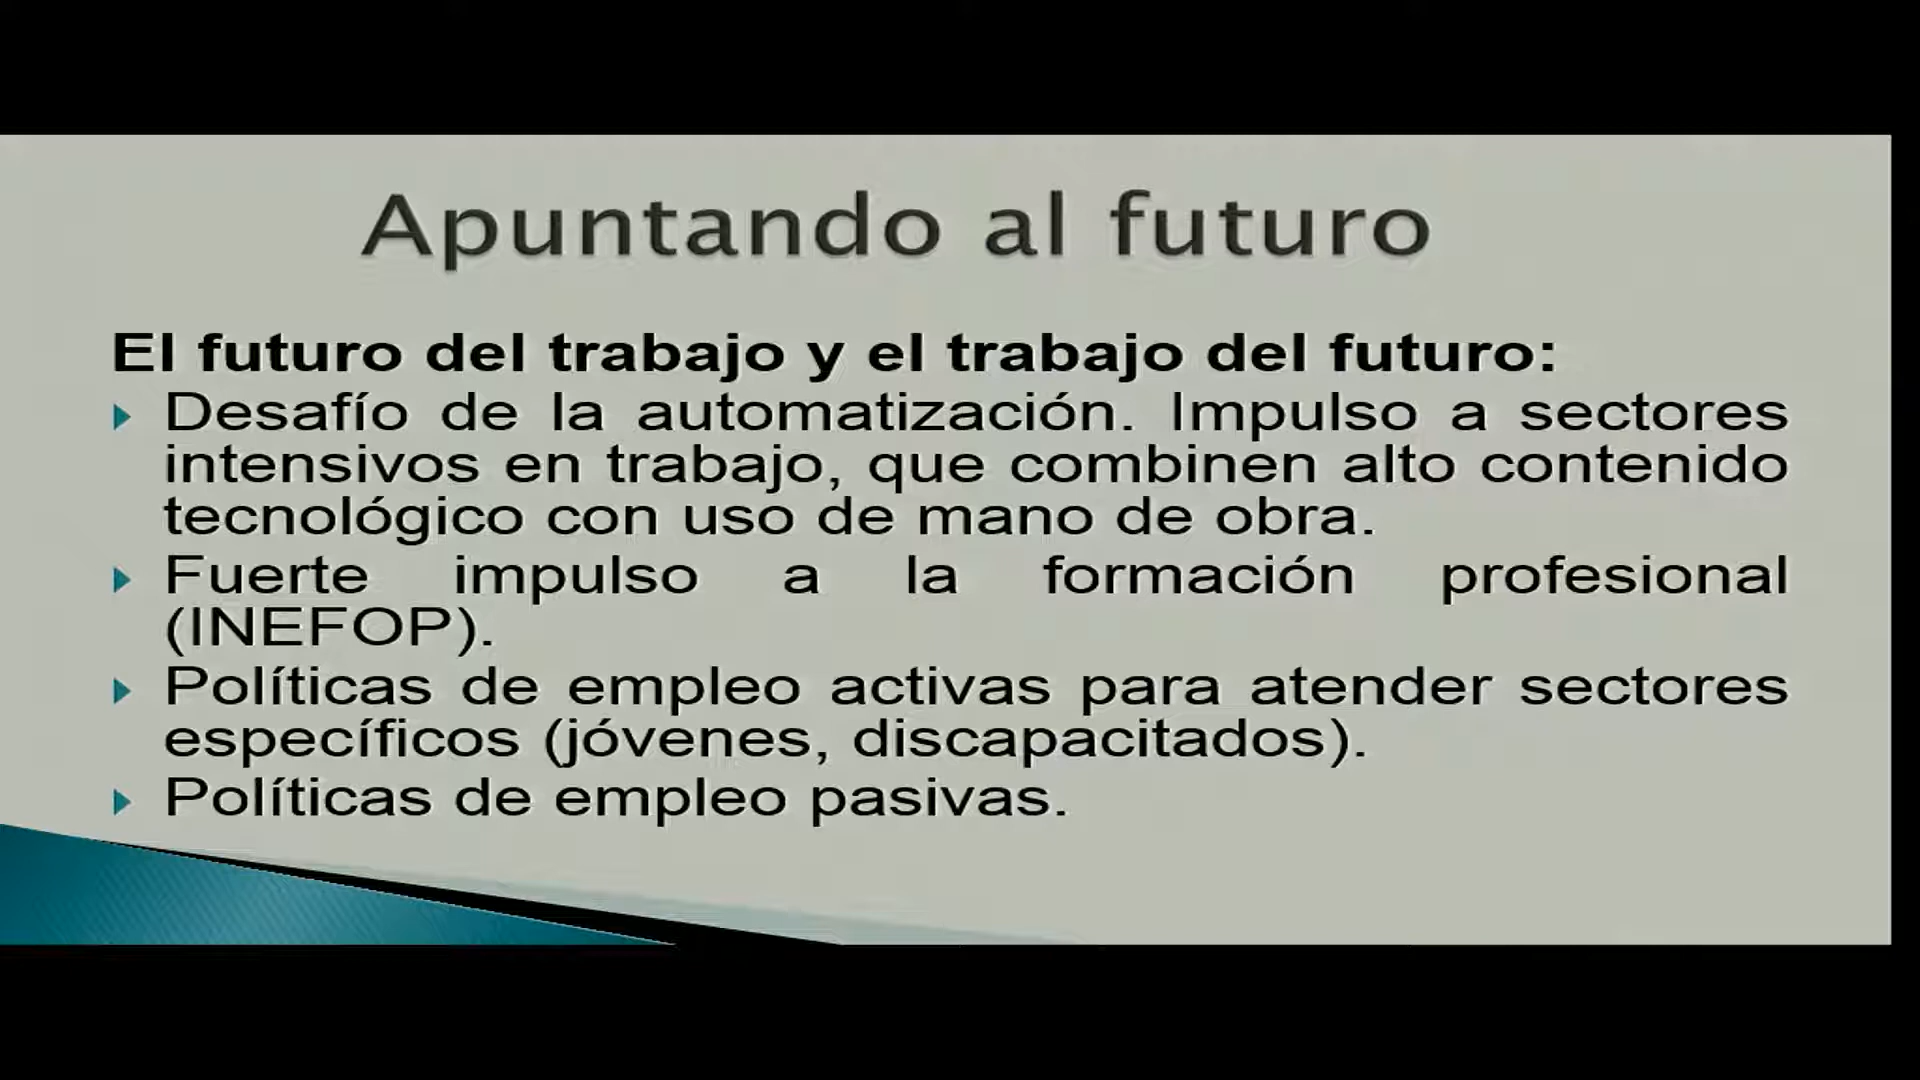 Apuntando al futuro
El futuro del trabajo y el trabajo del futuro:
Desafío de la automatización. Impulso a sectores
intensivos en trabajo, que combinen alto contenido
tecnológico con uso de mano de obra.
Fuerte impulso a la formación profesional
(INEFOP).
Políticas de empleo activas para atender sectores
específicos (jóvenes, discapacitados).
Políticas de empleo pasivas.